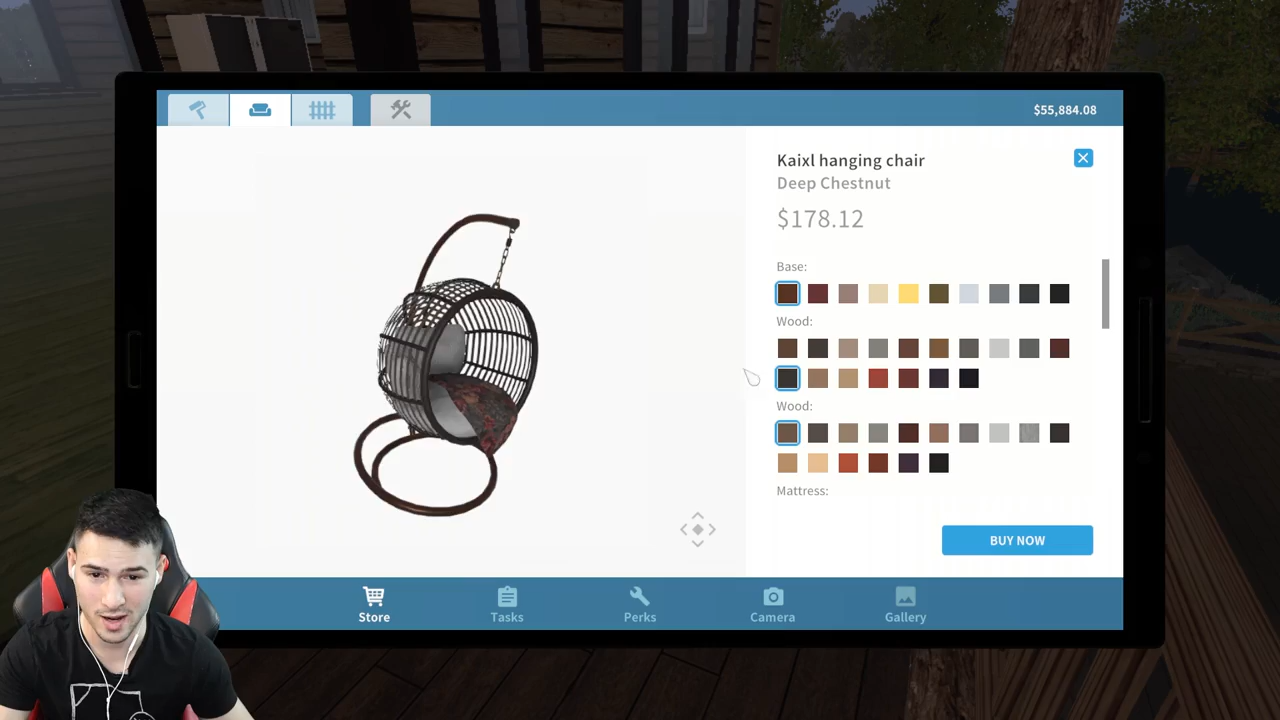 $55,884.08
Kaixl hanging chair
Deep Chestnut
$178.12
Base:
Wood:
Wood:
Mattress:
BUY NOW
Store
Tasks
Perks
Camera
Gallery